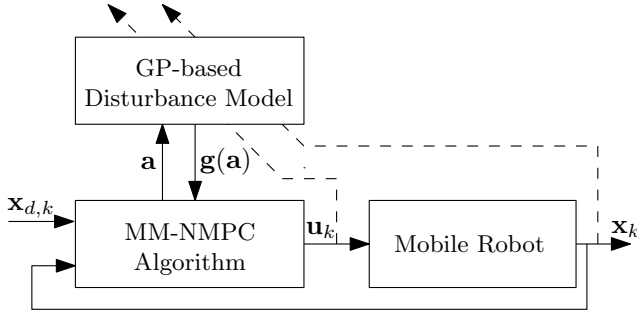 GP-based
Disturbance Model
a
g(a)
x_{d,k}
MM-NMPC
Algorithm
u_k
Mobile Robot
x_k